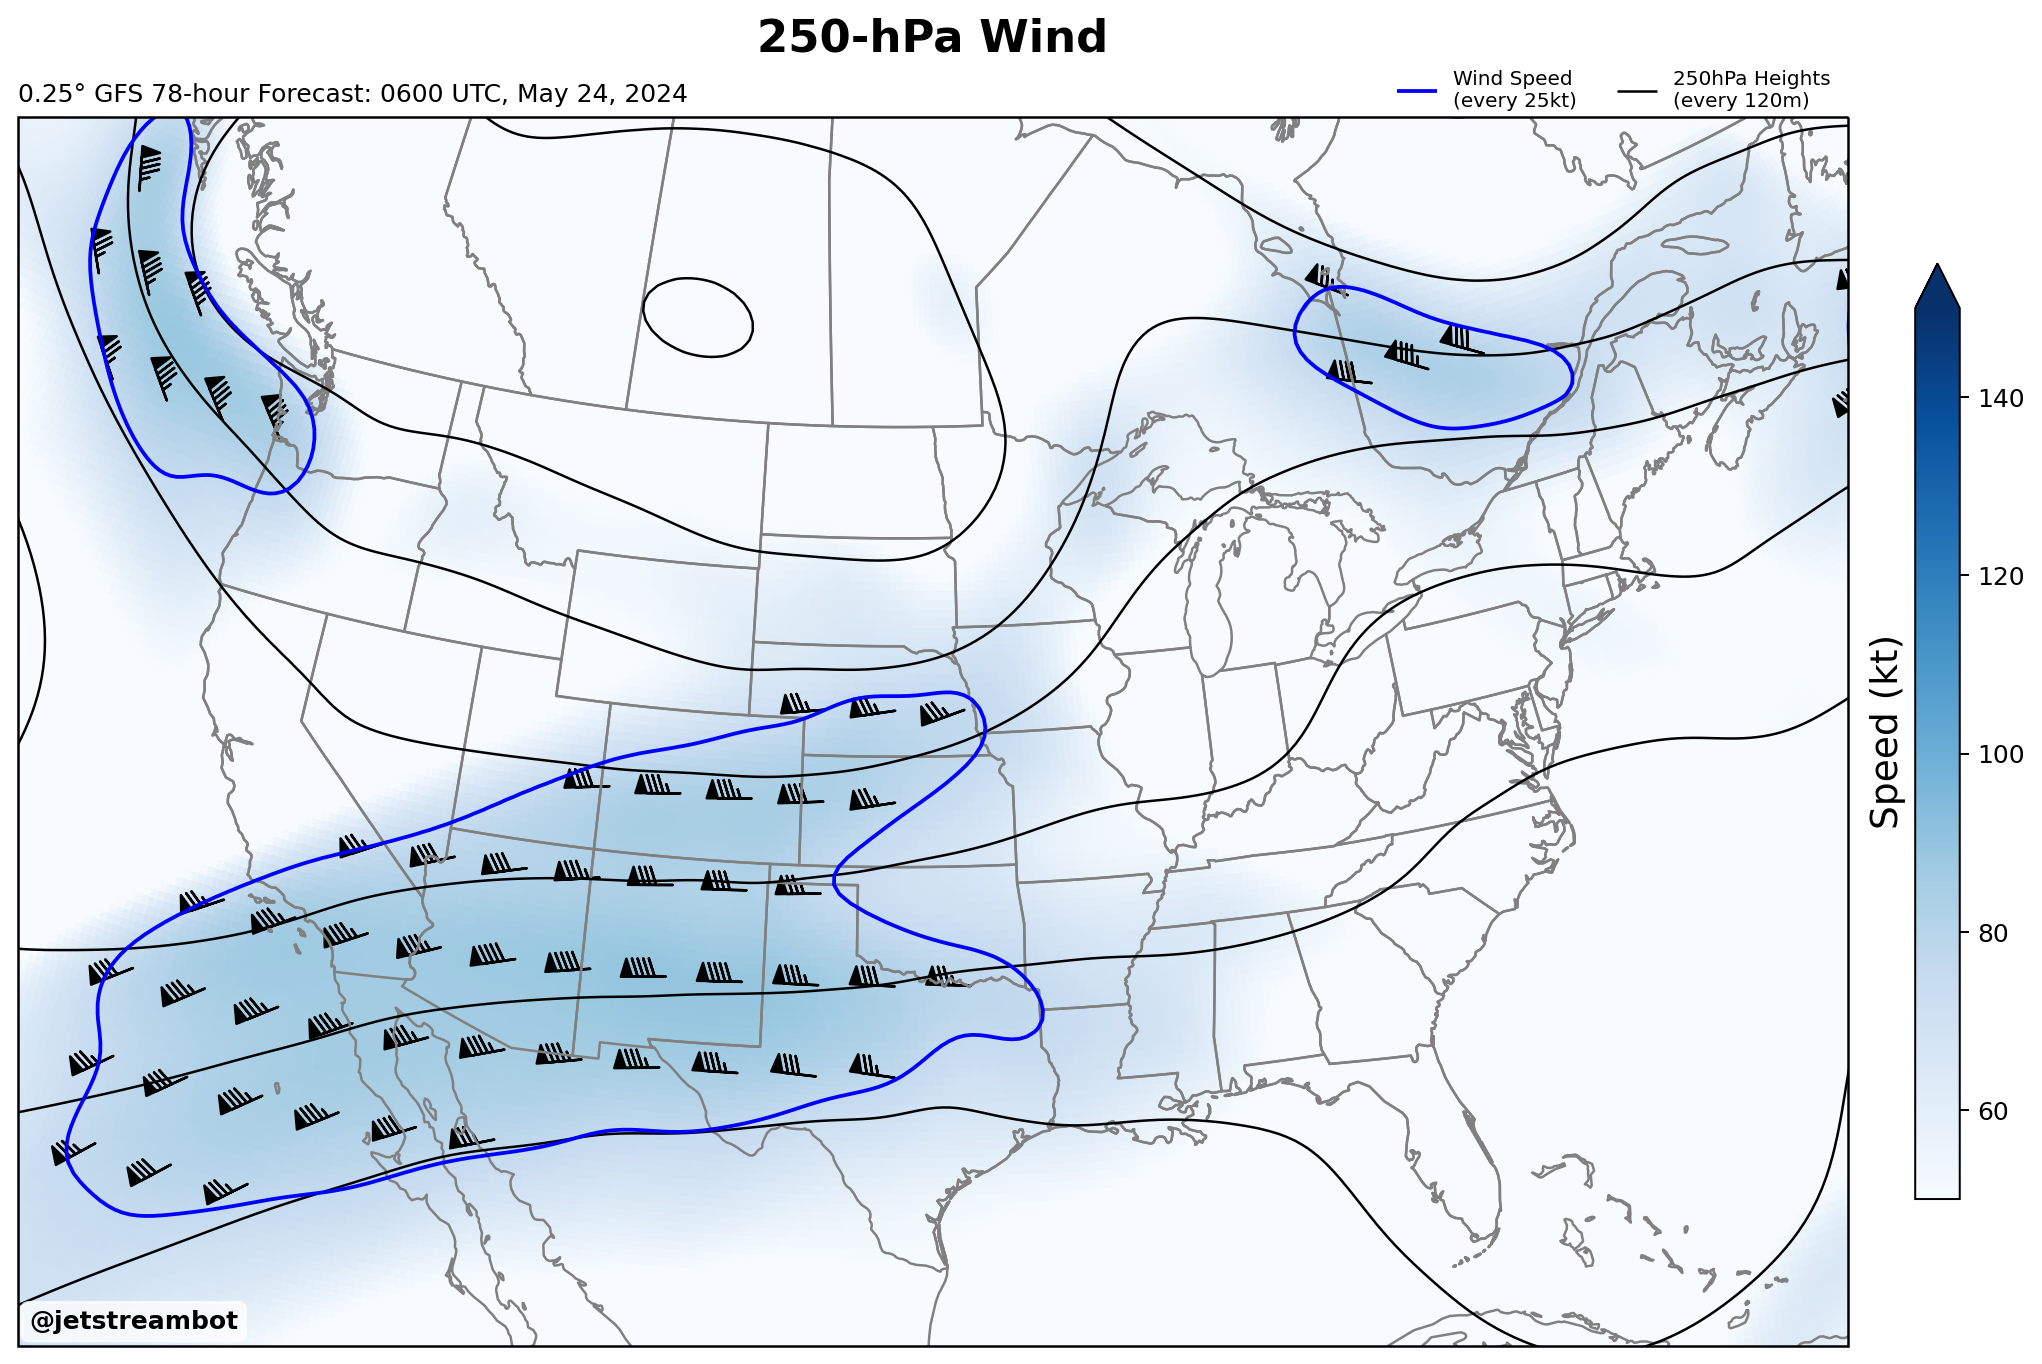 250-hPa Wind
0.25° GFS 78-hour Forecast: 0600 UTC, May 24, 2024
Wind Speed
(every 25kt)
250hPa Heights
(every 120m)
140
120
100
80
60
Speed (kt)
@jetstreambot